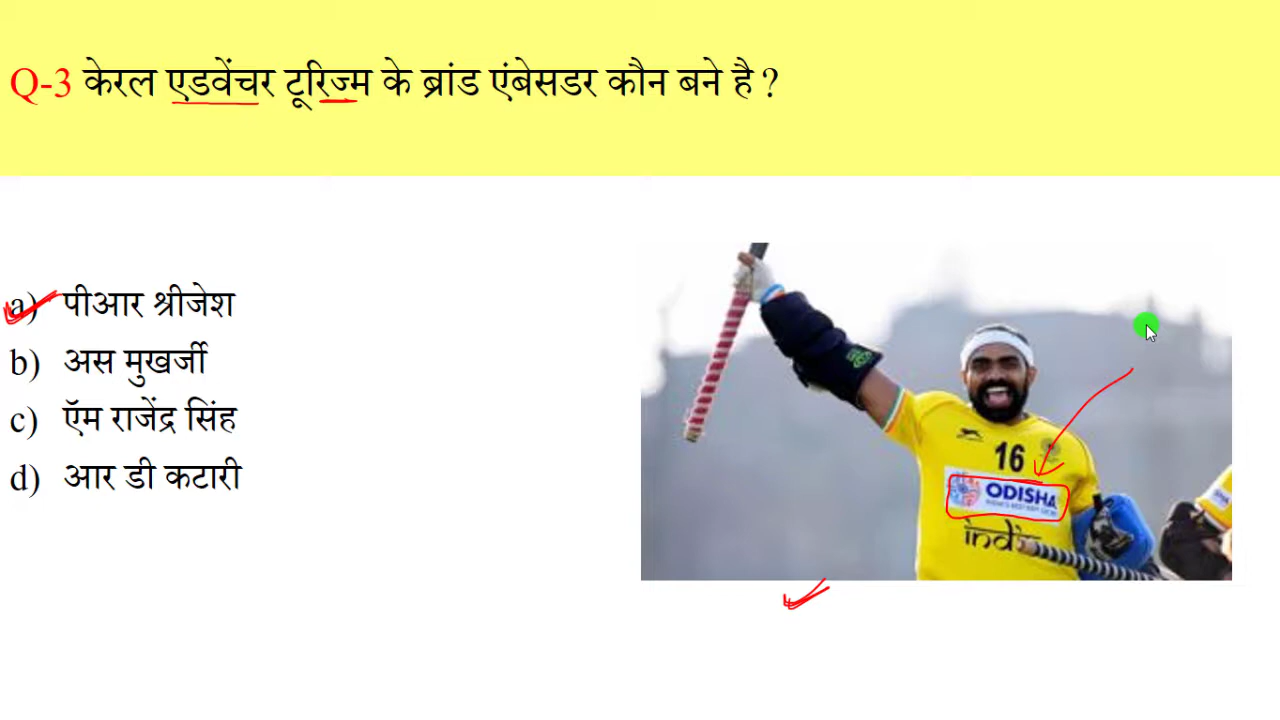 Q-3 केरल एडवेंचर टूरिज्म के ब्रांड एंबेसडर कौन बने है ?
a) पीआर श्रीजेश
b) अस मुखर्जी
c) ऍम राजेंद्र सिंह
d) आर डी कटारी
16
ODISHA
india